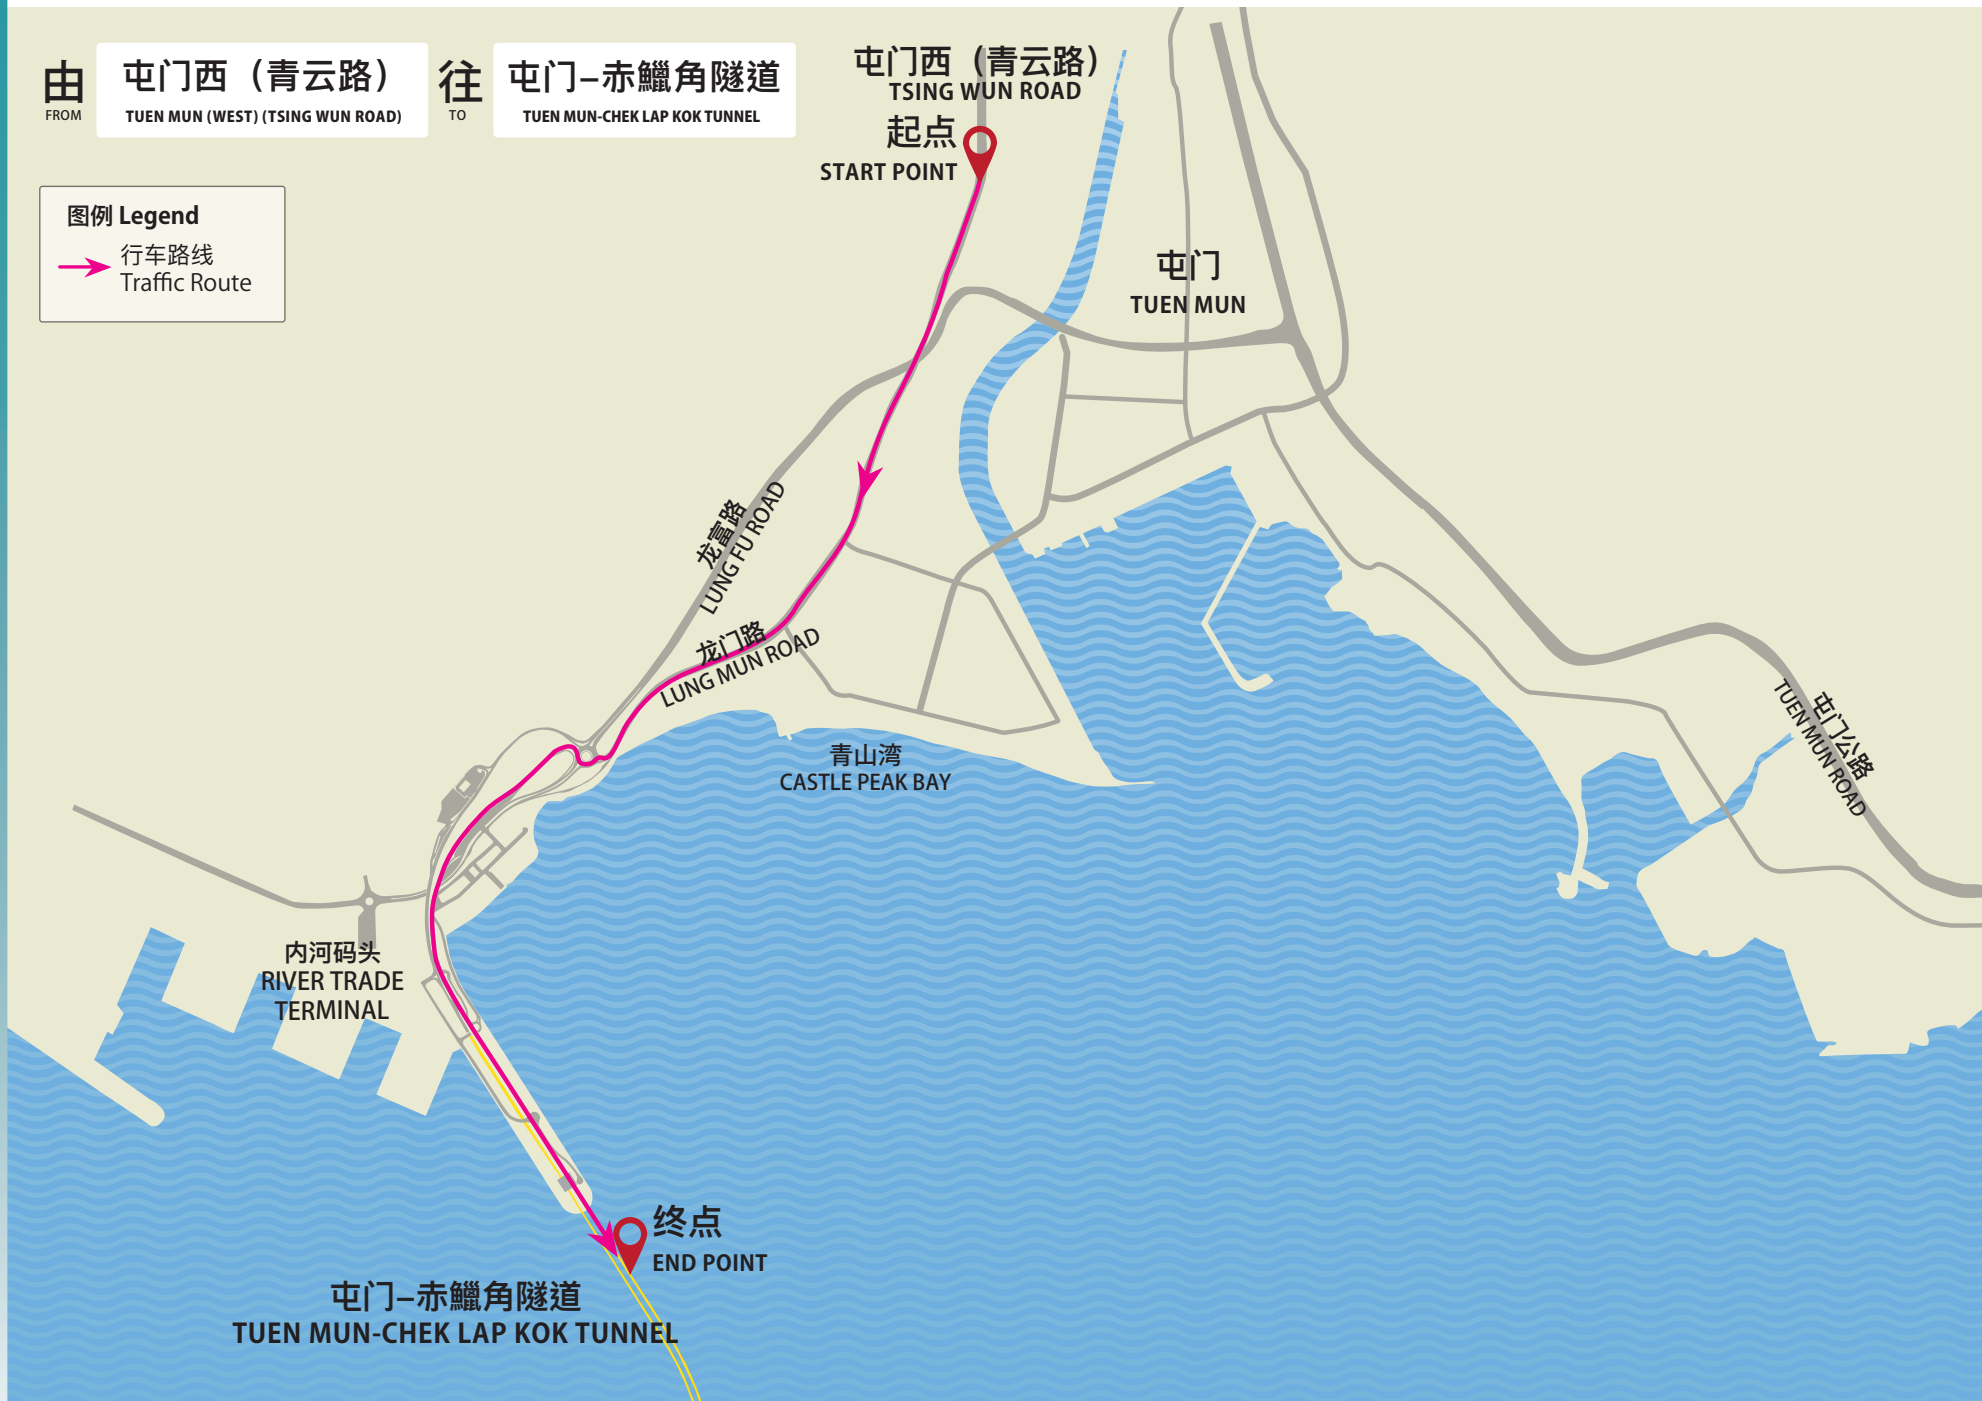 由
FROM
屯门西（青云路）
TUEN MUN (WEST) (TSING WUN ROAD)
往
TO
屯门–赤鱲角隧道
TUEN MUN-CHEK LAP KOK TUNNEL
图例 Legend
行车路线
Traffic Route
屯门西（青云路）
TSING WUN ROAD
起点
START POINT
屯门
TUEN MUN
龙富路
LUNG FU ROAD
龙门路
LUNG MUN ROAD
青山湾
CASTLE PEAK BAY
屯门公路
TUEN MUN ROAD
内河码头
RIVER TRADE
TERMINAL
终点
END POINT
屯门–赤鱲角隧道
TUEN MUN-CHEK LAP KOK TUNNEL